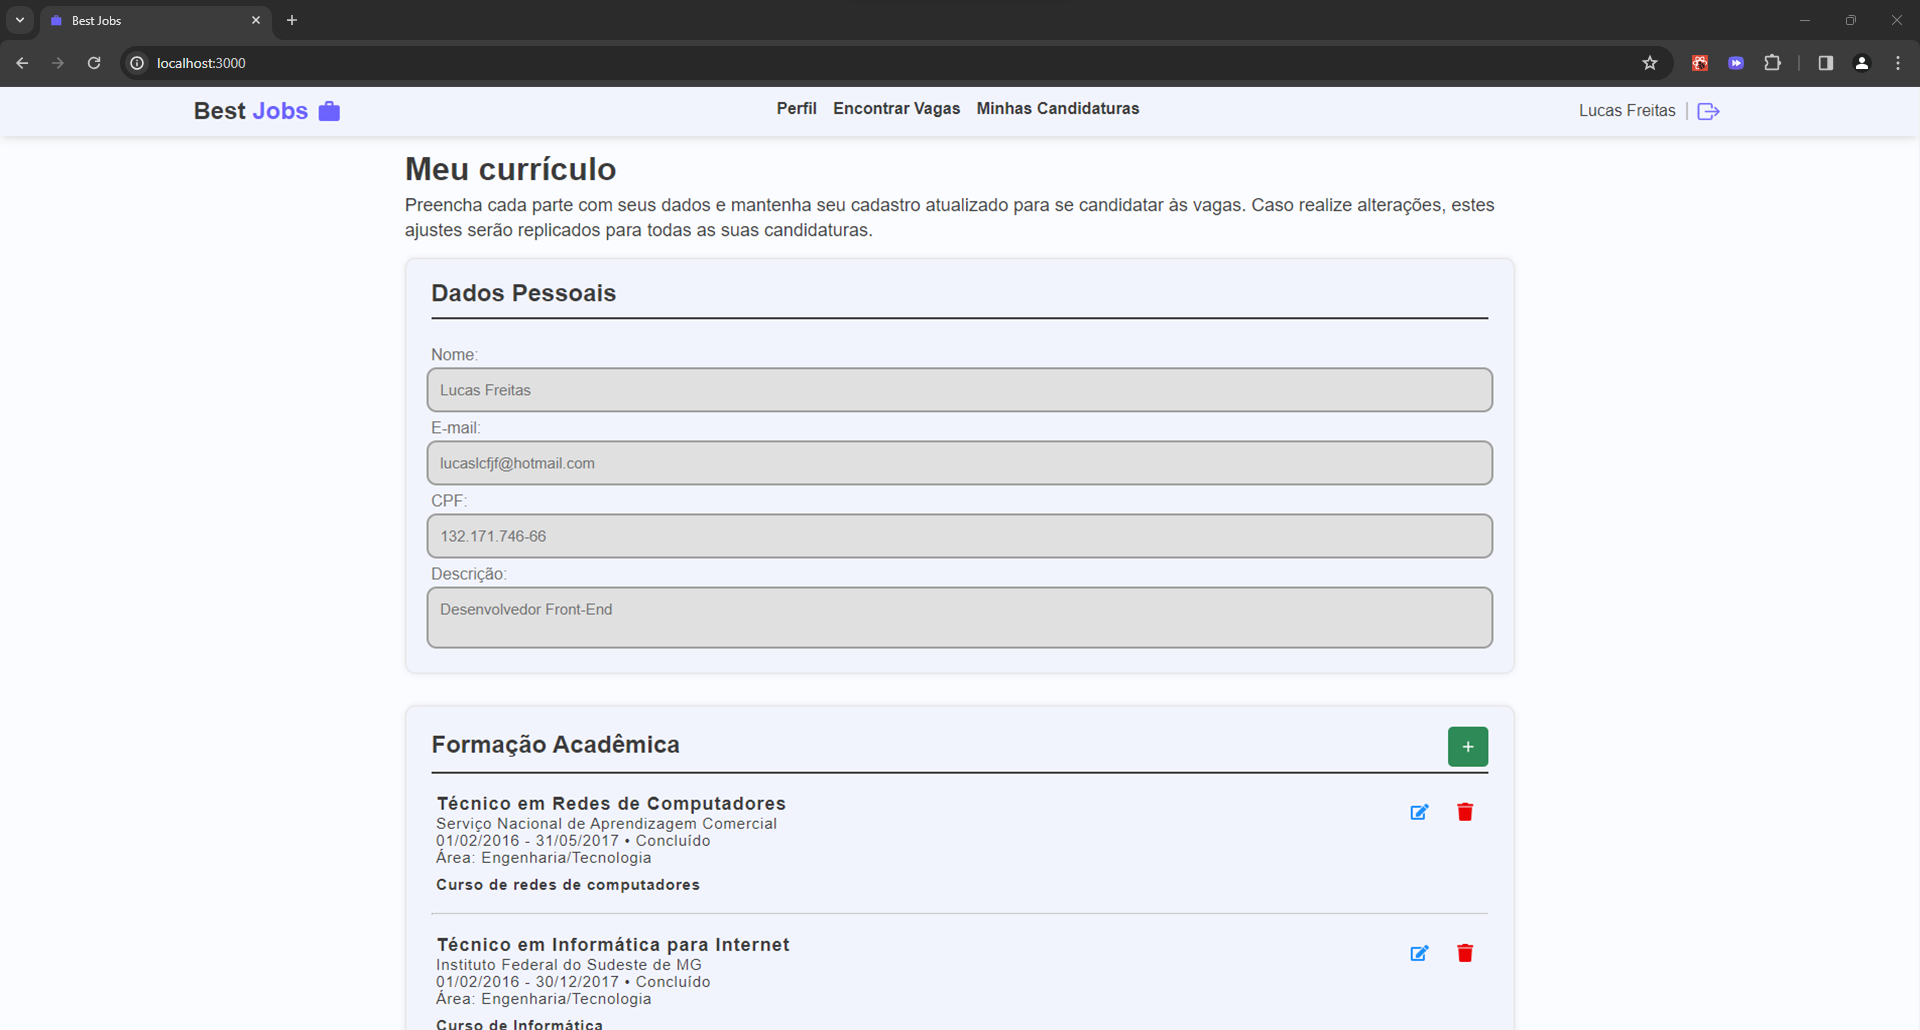 Best Jobs
localhost:3000
Best Jobs
Perfil Encontrar Vagas Minhas Candidaturas
Lucas Freitas
Meu currículo
Preencha cada parte com seus dados e mantenha seu cadastro atualizado para se candidatar às vagas. Caso realize alterações, estes
ajustes serão replicados para todas as suas candidaturas.
Dados Pessoais
Nome:
Lucas Freitas
E-mail:
lucaslcfjf@hotmail.com
CPF:
132.171.746-66
Descrição:
Desenvolvedor Front-End
Formação Acadêmica
+
Técnico em Redes de Computadores
Serviço Nacional de Aprendizagem Comercial
01/02/2016 - 31/05/2017 • Concluído
Área: Engenharia/Tecnologia
Curso de redes de computadores
Técnico em Informática para Internet
Instituto Federal do Sudeste de MG
01/02/2016 - 30/12/2017 • Concluído
Área: Engenharia/Tecnologia
Curso de Informática